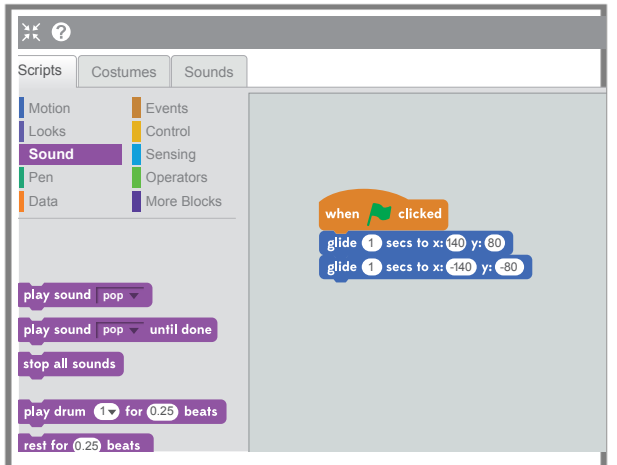 ?
Scripts Costumes Sounds
Motion Events
Looks Control
Sound Sensing
Pen Operators
Data More Blocks
when clicked
glide 1 secs to x: 140 y: 80
glide 1 secs to x: -140 y: -80
play sound pop
play sound pop until done
stop all sounds
play drum 1 for 0.25 beats
rest for 0.25 beats